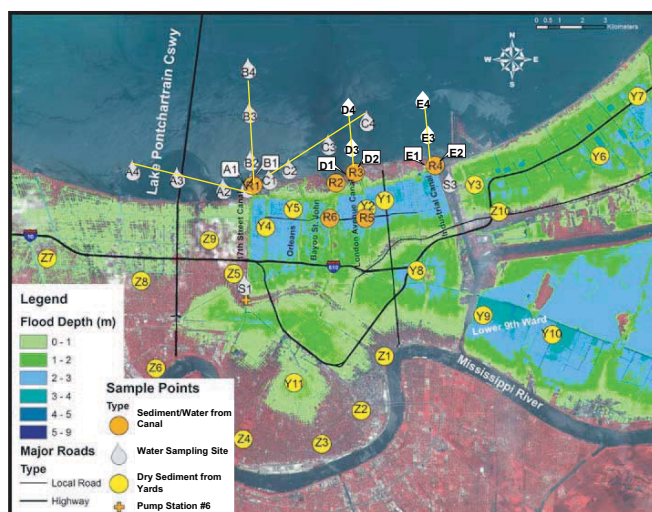 0 0.5 1 2 3
Kilometers
N
W E
S
Lake Pontchartrain Cswy
B4
D4
E4
Y7
B3
C4
C3
E3
Y6
A4
A3
A2
A1
B2
B1
C2
C1
D1
D3
D2
E1
E2
R1
R2
R3
R4
S3
Y3
17th Street Canal
Orleans
Bayou St. John
London Avenue Canal
Industrial Canal
Y5
Y4
R6
Y2
R5
Y1
Z10
Z9
10
610
Z7
Z8
Z5
S1
Y8
Y9
Lower 9th Ward
Y10
Z6
Z1
Y11
Z2
Z4
Z3
Mississippi River
Legend
Flood Depth (m)
0 - 1
1 - 2
2 - 3
3 - 4
4 - 5
5 - 9
Major Roads
Type
Local Road
Highway
Sample Points
Type
Sediment/Water from
Canal
Water Sampling Site
Dry Sediment from
Yards
Pump Station #6